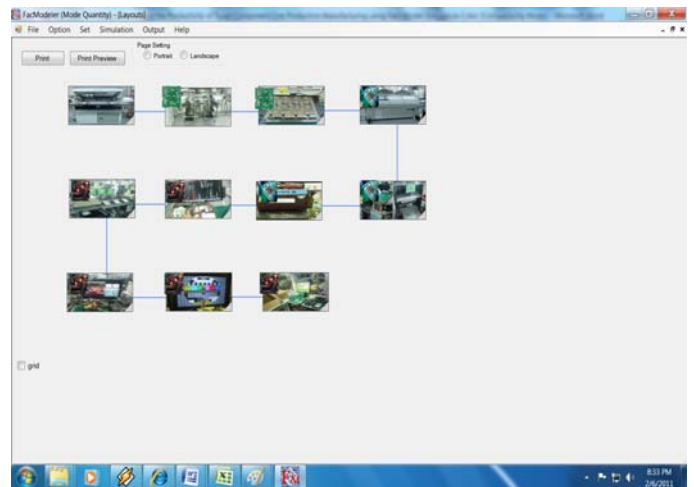 FacModeler (Mode Quantity) - [Layouts]
File Option Set Simulation Output Help
Page Setting
Print Print Preview Portrait Landscape
grid
8:33 PM
2/6/2011